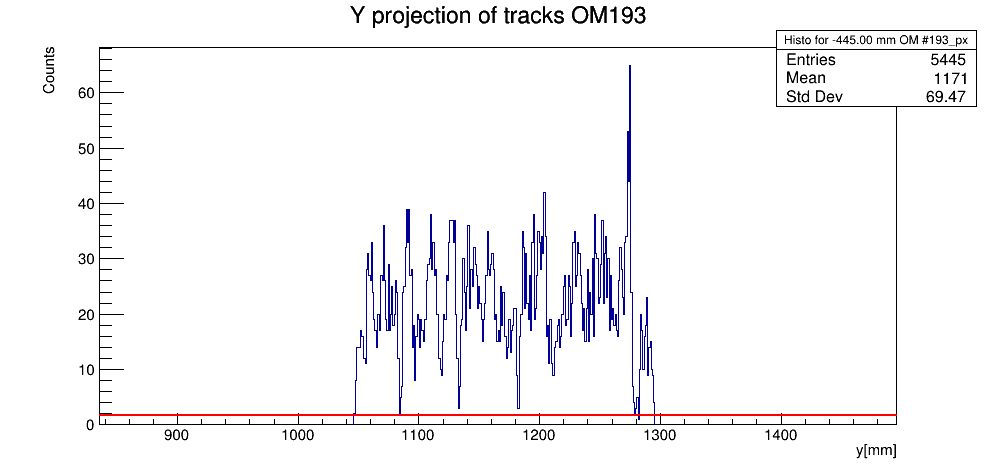 Y projection of tracks OM193
Histo for -445.00 mm OM #193_px
Entries 5445
Mean 1171
Std Dev 69.47
Counts
60
50
40
30
20
10
0
900 1000 1100 1200 1300 1400
y[mm]